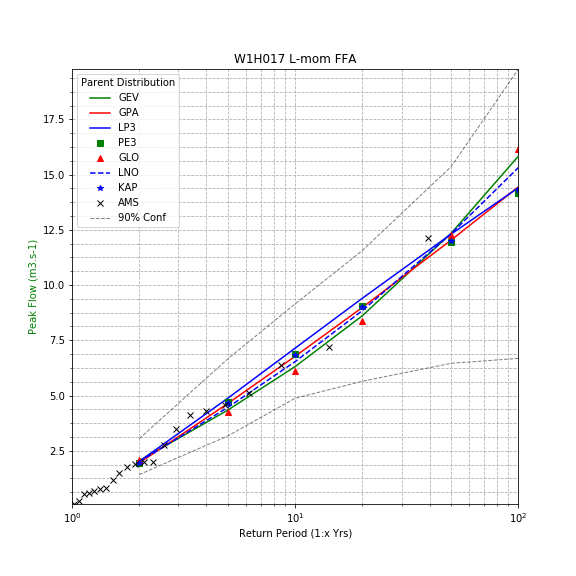 W1H017 L-mom FFA
Parent Distribution
GEV
GPA
LP3
PE3
GLO
LNO
KAP
AMS
90% Conf
17.5
15.0
12.5
10.0
7.5
5.0
2.5
Peak Flow (m3.s-1)
10⁰
10¹
10²
Return Period (1:x Yrs)